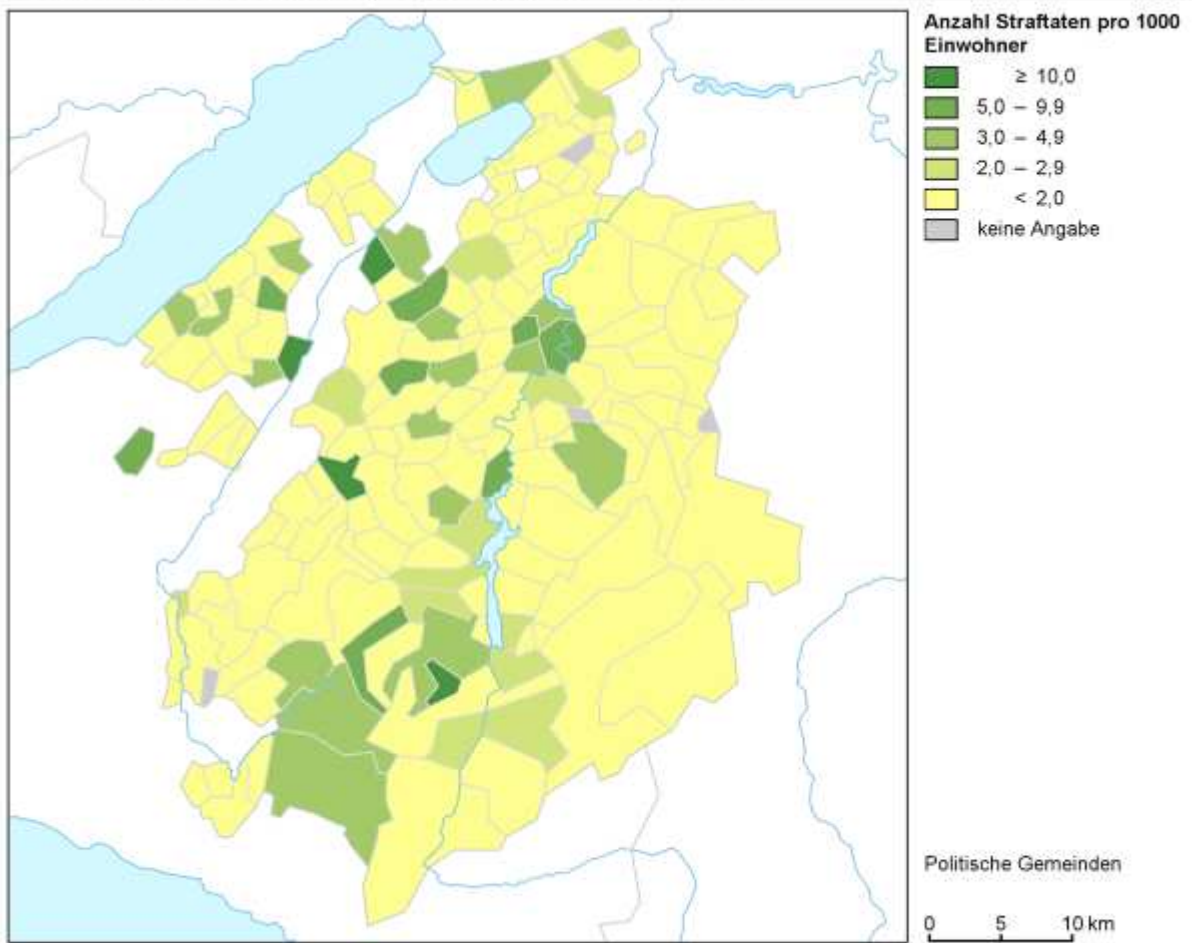 Anzahl Straftaten pro 1000
Einwohner
≥ 10,0
5,0 – 9,9
3,0 – 4,9
2,0 – 2,9
< 2,0
keine Angabe
Politische Gemeinden
0 5 10 km